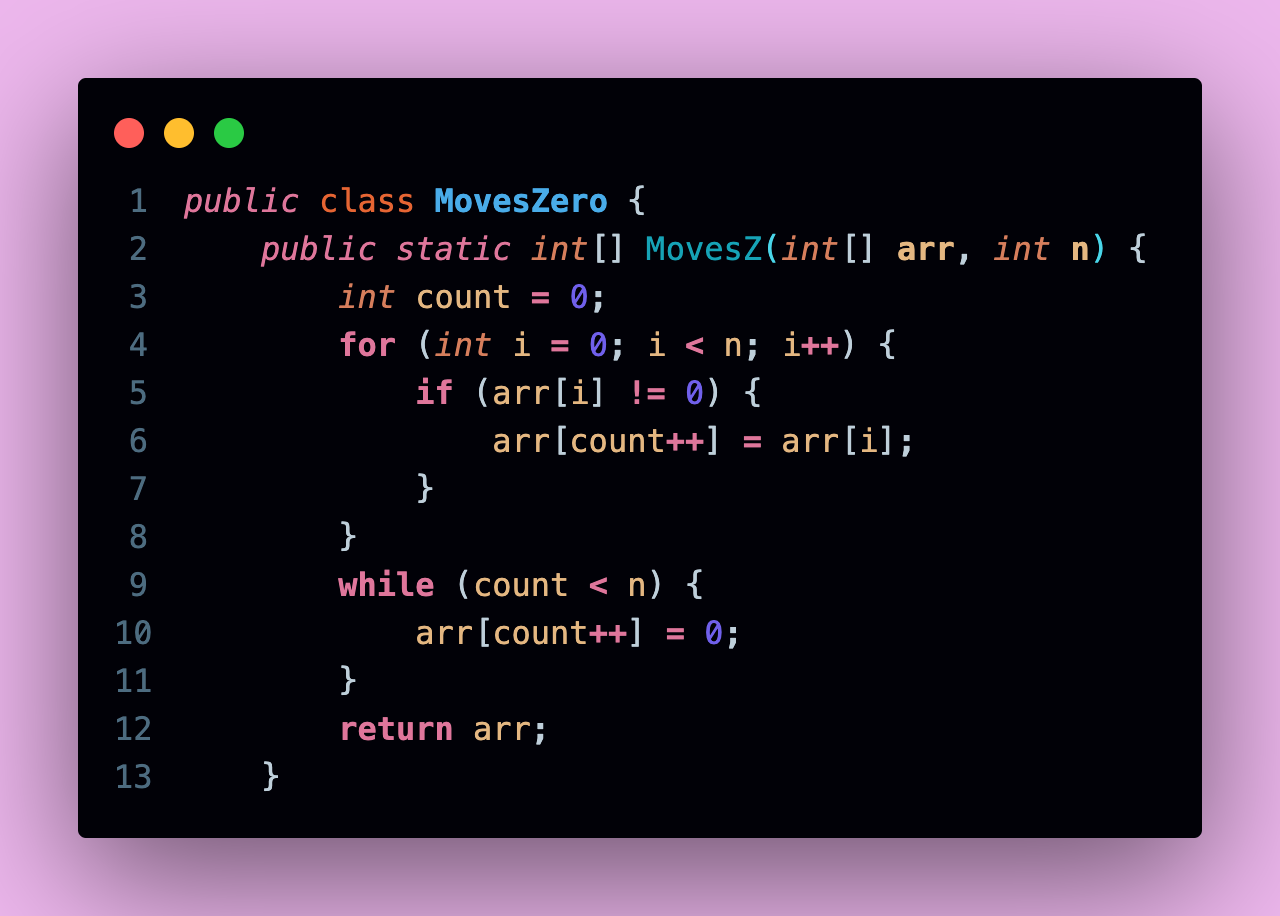 1 public class MovesZero {
2     public static int[] MovesZ(int[] arr, int n) {
3         int count = 0;
4         for (int i = 0; i < n; i++) {
5             if (arr[i] != 0) {
6                 arr[count++] = arr[i];
7             }
8         }
9         while (count < n) {
10             arr[count++] = 0;
11         }
12         return arr;
13     }